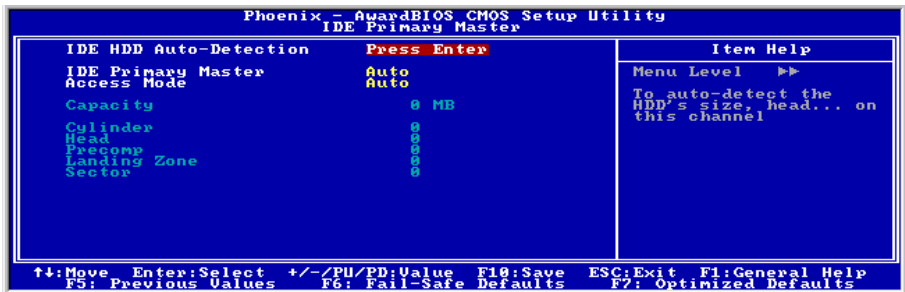 Phoenix - AwardBIOS CMOS Setup Utility
IDE Primary Master
IDE HDD Auto-Detection Press Enter
Item Help
IDE Primary Master Auto
Access Mode Auto
Capacity 0 MB
Cylinder 0
Head 0
Precomp 0
Landing Zone 0
Sector 0
Menu Level ▶▶
To auto-detect the
HDD's size, head... on
this channel
↑↓:Move Enter:Select +/-/PU/PD:Value F10:Save ESC:Exit F1:General Help
F5: Previous Values F6: Fail-Safe Defaults F7: Optimized Defaults